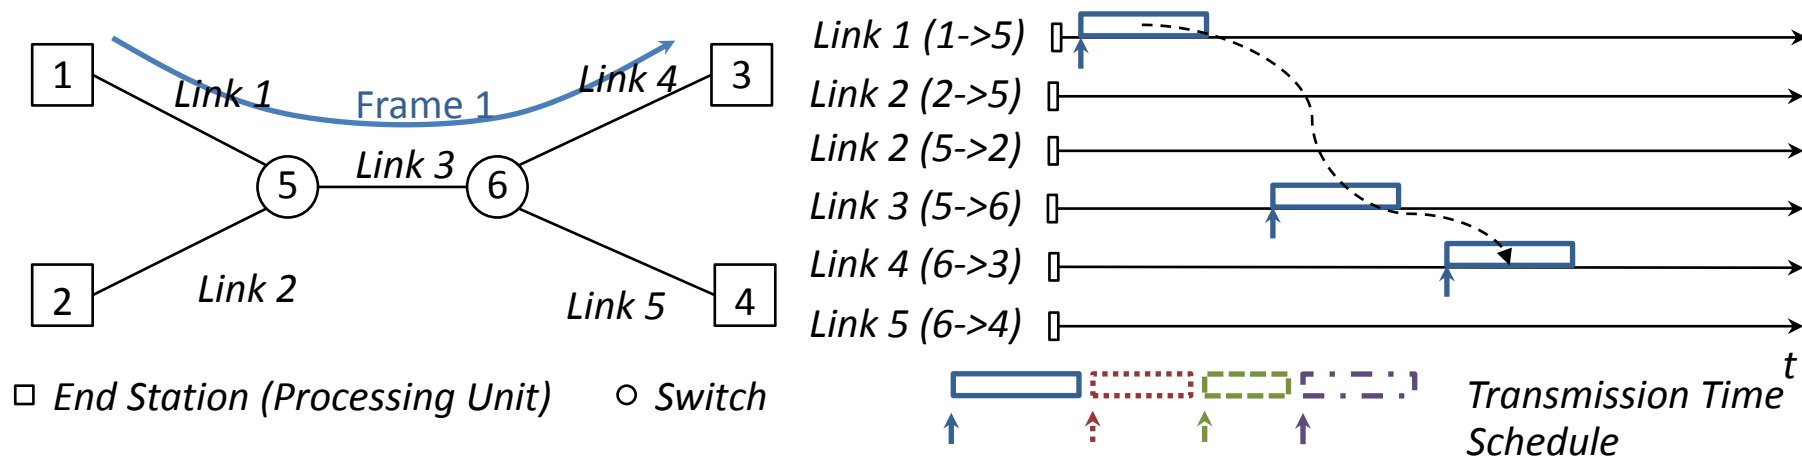 1
Link 1
Frame 1
Link 4
3
Link 3
5
6
2
Link 2
Link 5
4
End Station (Processing Unit)
Switch
Link 1 (1->5)
Link 2 (2->5)
Link 2 (5->2)
Link 3 (5->6)
Link 4 (6->3)
Link 5 (6->4)
t
Transmission Time
Schedule